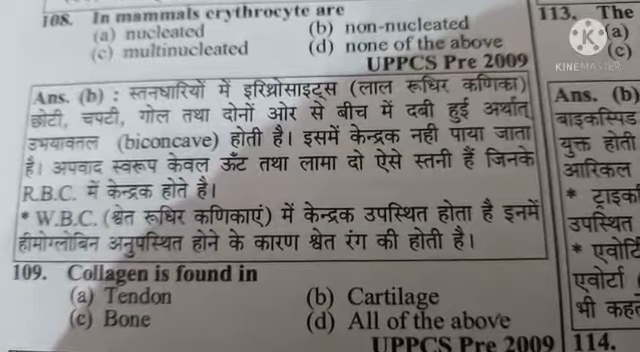 108. In mammals erythrocyte are
(a) nucleated (b) non-nucleated
(c) multinucleated (d) none of the above
UPPCS Pre 2009
Ans. (b) : स्तनधारियों में इरिथ्रोसाइट्स (लाल रूधिर कणिका)
छोटी, चपटी, गोल तथा दोनों ओर से बीच में दबी हुई अर्थात्
उभयावतल (biconcave) होती है। इसमें केन्द्रक नही पाया जाता
है। अपवाद स्वरूप केवल ऊँट तथा लामा दो ऐसे स्तनी हैं जिनके
R.B.C. में केन्द्रक होते है।
* W.B.C. (श्वेत रूधिर कणिकाएं) में केन्द्रक उपस्थित होता है इनमें
हीमोग्लोबिन अनुपस्थित होने के कारण श्वेत रंग की होती है।
109. Collagen is found in
(a) Tendon (b) Cartilage
(c) Bone (d) All of the above
UPPCS Pre 2009
113. The
(a)
(c)
Ans. (b)
बाइकस्पिड
युक्त होती
आरिकल
* ट्राइक
उपस्थित
* एवोर्टि
एवोर्टा
भी कहत
114.
KINEMASTER